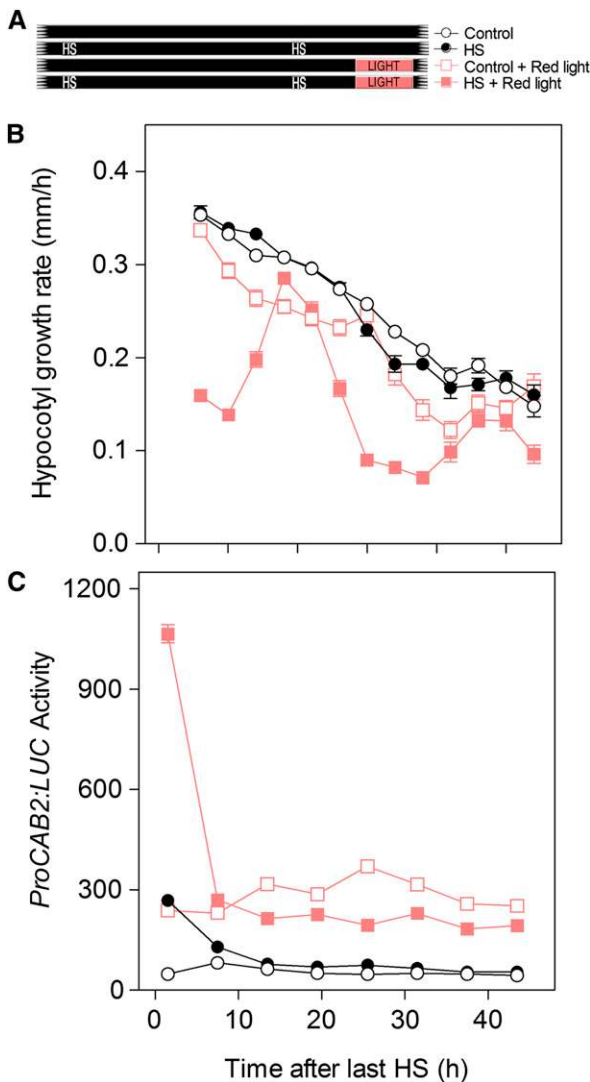 A
HS HS
LIGHT
HS HS LIGHT
Control
HS
Control + Red light
HS + Red light
B
Hypocotyl growth rate (mm/h)
0.4
0.3
0.2
0.1
0.0
C
ProCAB2:LUC Activity
1200
900
600
300
0
0 10 20 30 40
Time after last HS (h)